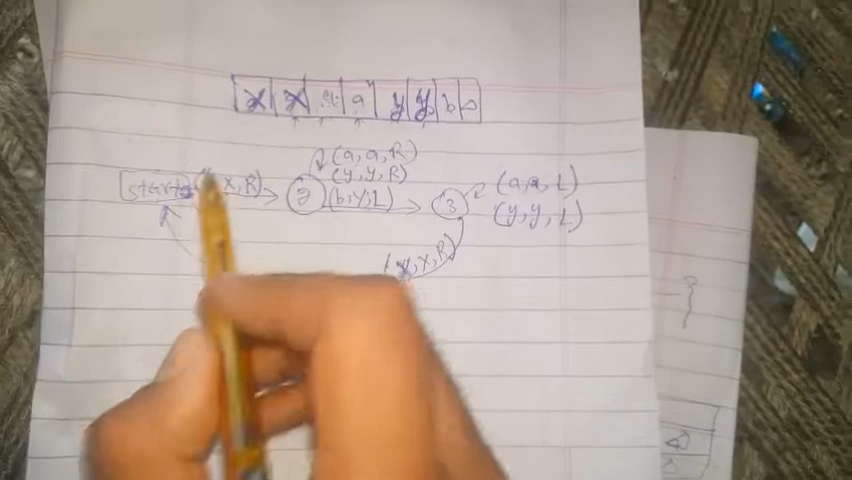 x x a a y y b
(a, a, R)
(y, y, R)
start (x, R) 2 (b, y, L) 3 (a, a, L)
(y, y, L)
(x, x, R)